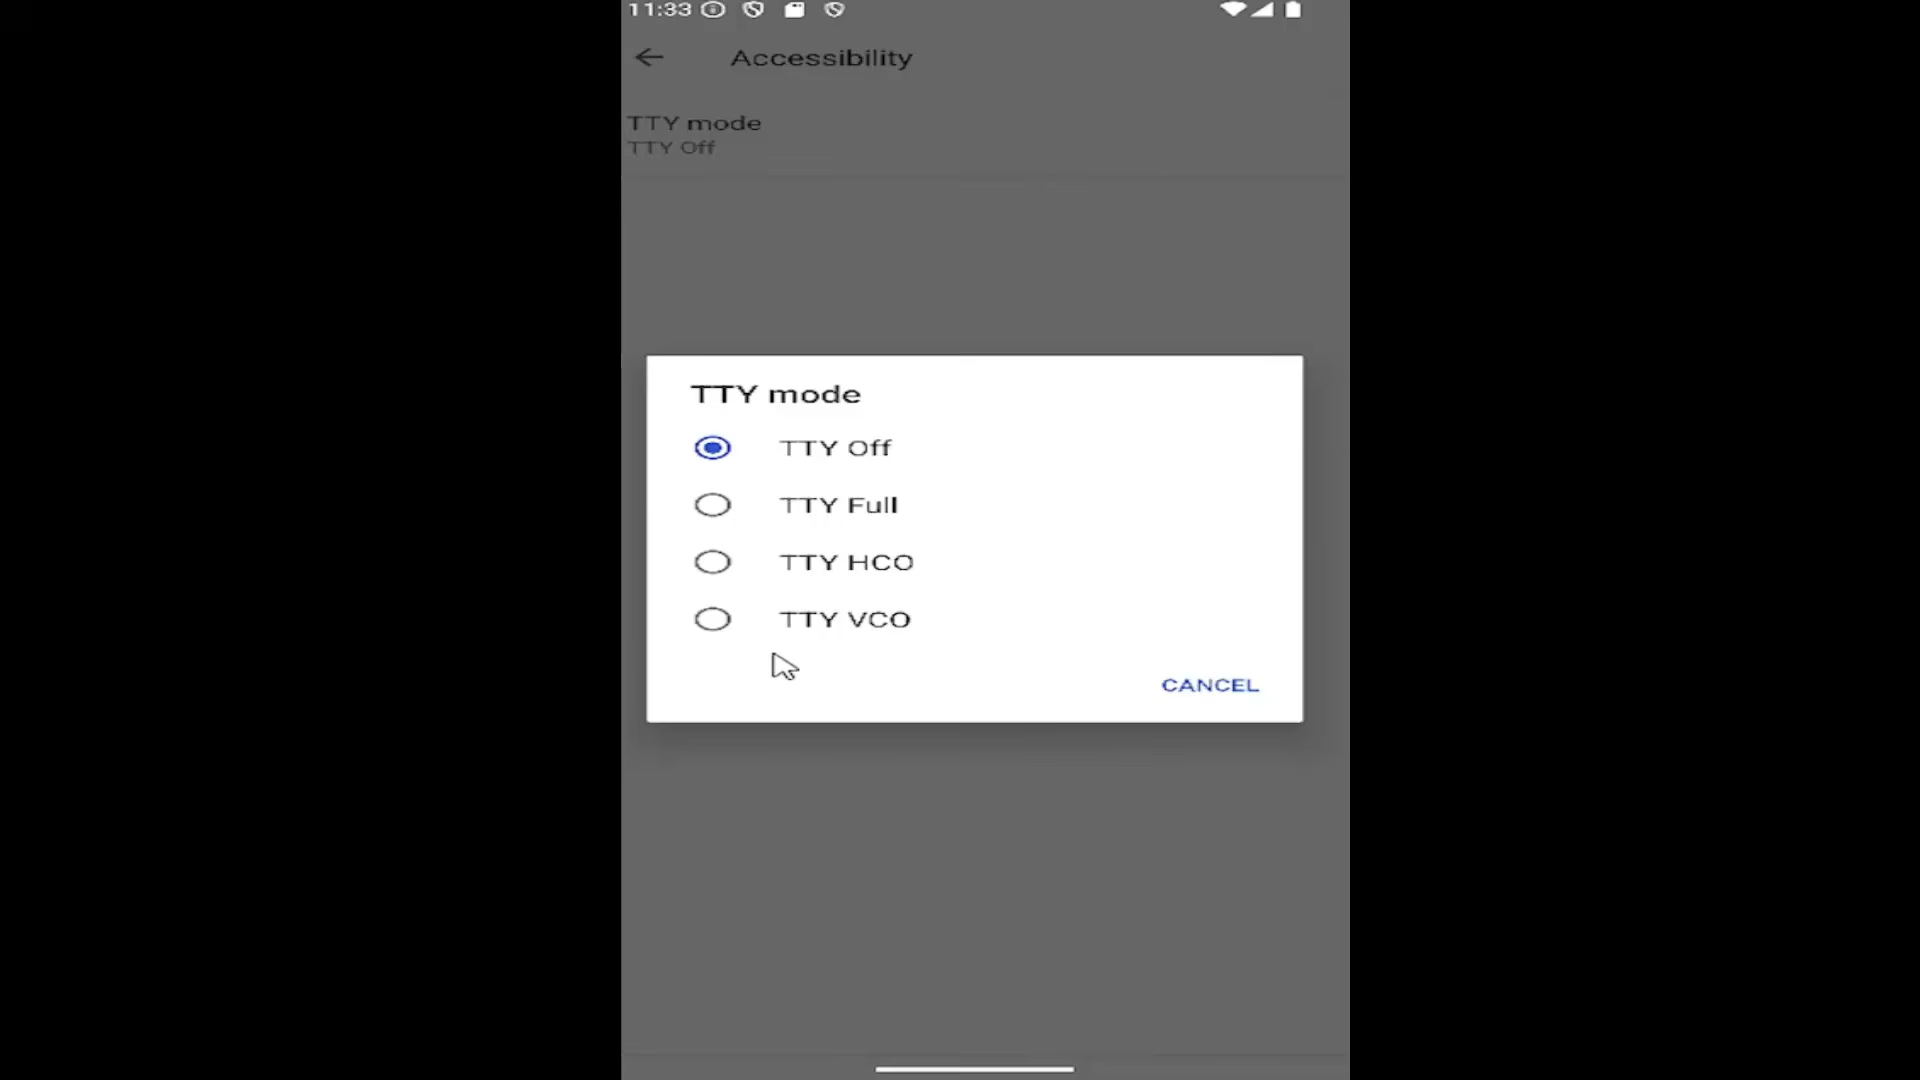 11:33
Accessibility
TTY mode
TTY Off
TTY mode
TTY Off
TTY Full
TTY HCO
TTY VCO
CANCEL